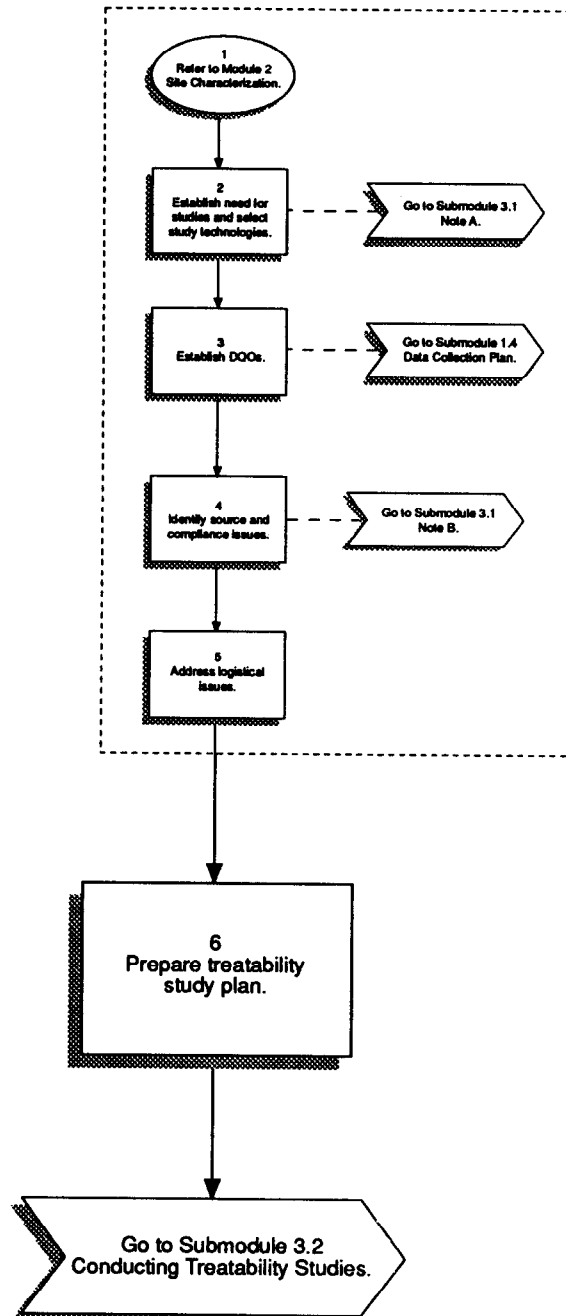 1
Refer to Module 2
Site Characterization.
2
Establish need for
studies and select
study technologies.
Go to Submodule 3.1
Note A.
3
Establish DQOs.
Go to Submodule 1.4
Data Collection Plan.
4
Identify source and
compliance issues.
Go to Submodule 3.1
Note B.
5
Address logistical
issues.
6
Prepare treatability
study plan.
Go to Submodule 3.2
Conducting Treatability Studies.